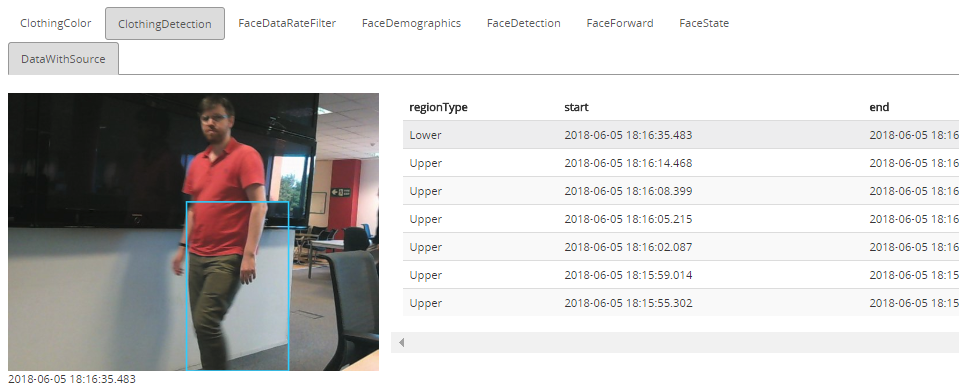 ClothingColor ClothingDetection FaceDataRateFilter FaceDemographics FaceDetection FaceForward FaceState
DataWithSource
regionType start end
Lower 2018-06-05 18:16:35.483 2018-06-05 18:16
Upper 2018-06-05 18:16:14.468 2018-06-05 18:16
Upper 2018-06-05 18:16:08.399 2018-06-05 18:16
Upper 2018-06-05 18:16:05.215 2018-06-05 18:16
Upper 2018-06-05 18:16:02.087 2018-06-05 18:16
Upper 2018-06-05 18:15:59.014 2018-06-05 18:15
Upper 2018-06-05 18:15:55.302 2018-06-05 18:15
2018-06-05 18:16:35.483